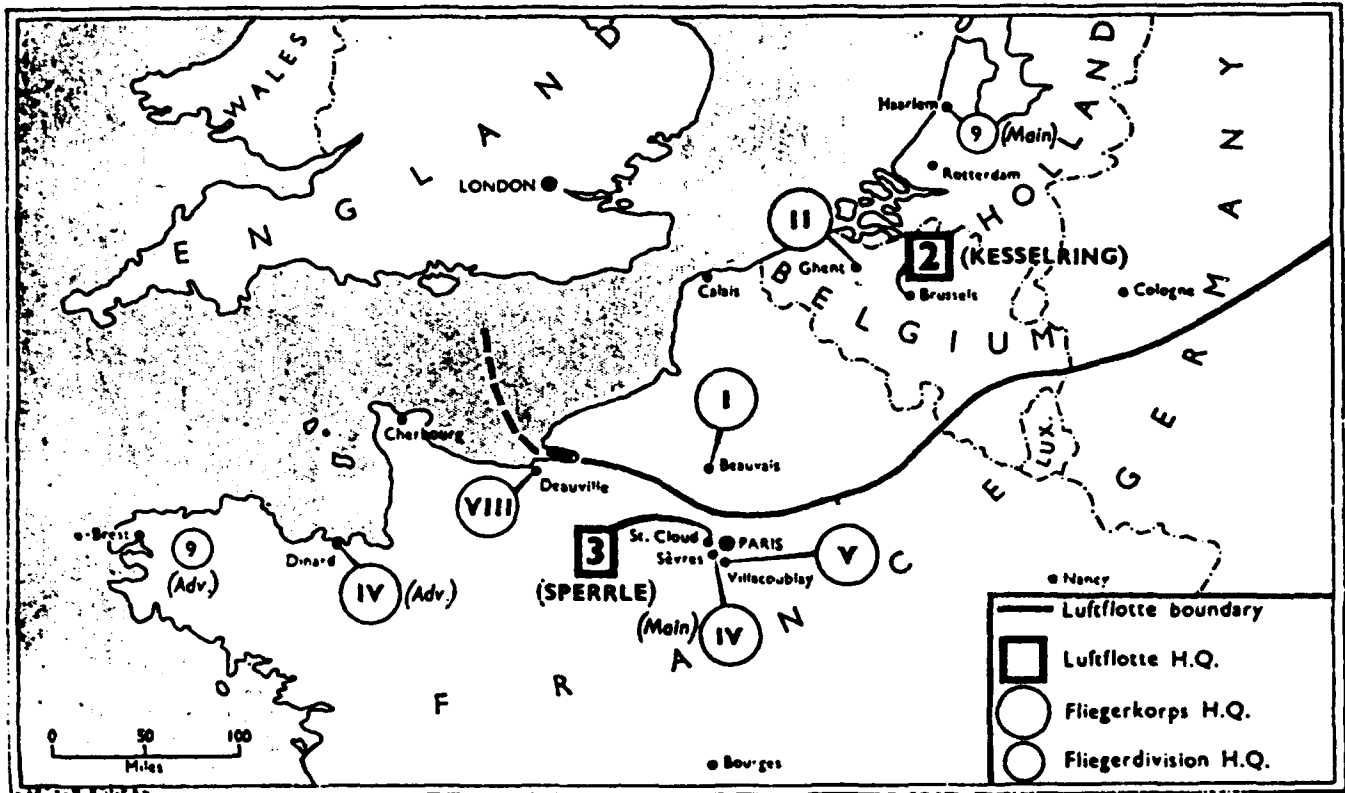 WALES
ENGLAND
LONDON
Haarlem
9 (Main)
Rotterdam
HOLLAND
II
Ghent
2 (KESSELRING)
Brussels
Calais
BELGIUM
Cologne
GERMANY
I
Beauvais
Cherbourg
Deauville
VIII
LUX.
Brest
9
(Adv.)
Dinard
IV (Adv.)
3
(SPERRLE)
St. Cloud
PARIS
Sèvres
Villacoublay
V
(Main)
IV
Nancy
FRANCE
Bourges
0 50 100
Miles
Luftflotte boundary
Luftflotte H.Q.
Fliegerkorps H.Q.
Fliegerdivision H.Q.